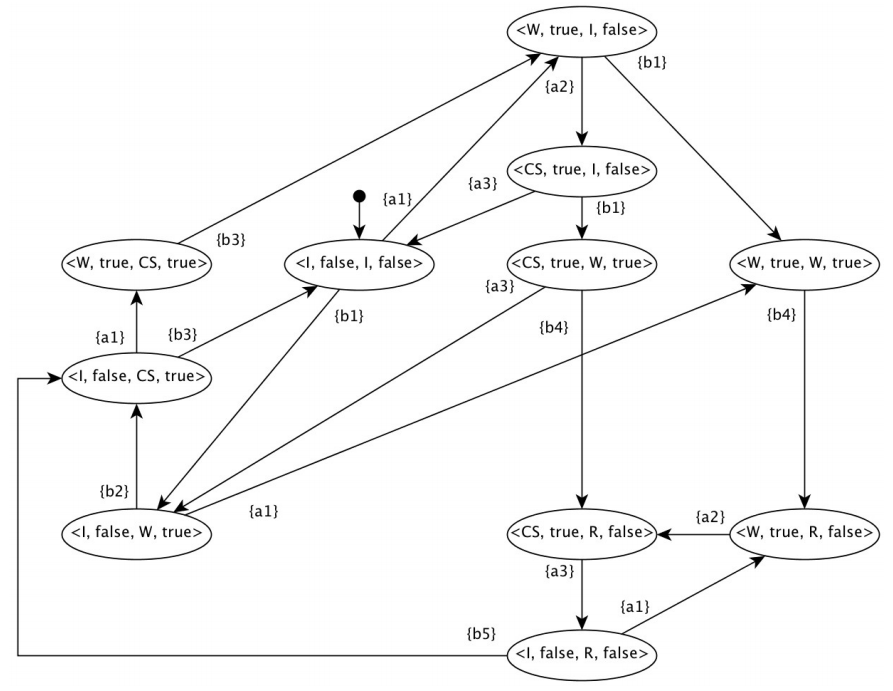 <W, true, I, false>
{b1}
{a2}
<CS, true, I, false>
{a3}
{a1}
{b1}
{b3}
<W, true, CS, true>
<I, false, I, false>
<CS, true, W, true>
<W, true, W, true>
{a3}
{b1}
{b4}
{b4}
{a1}
{b3}
<I, false, CS, true>
{b2}
{a1}
<I, false, W, true>
<CS, true, R, false>
{a2}
<W, true, R, false>
{a3}
{a1}
{b5}
<I, false, R, false>